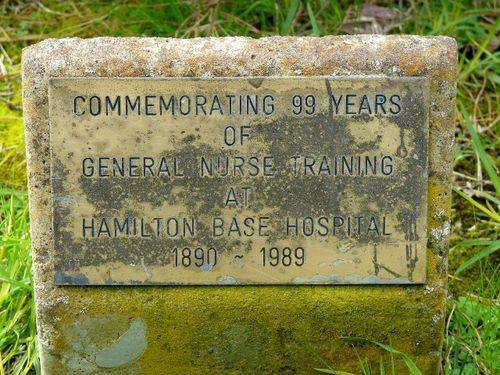 COMMEMORATING 99 YEARS
OF
GENERAL NURSE TRAINING
AT
HAMILTON BASE HOSPITAL
1890 ~ 1989